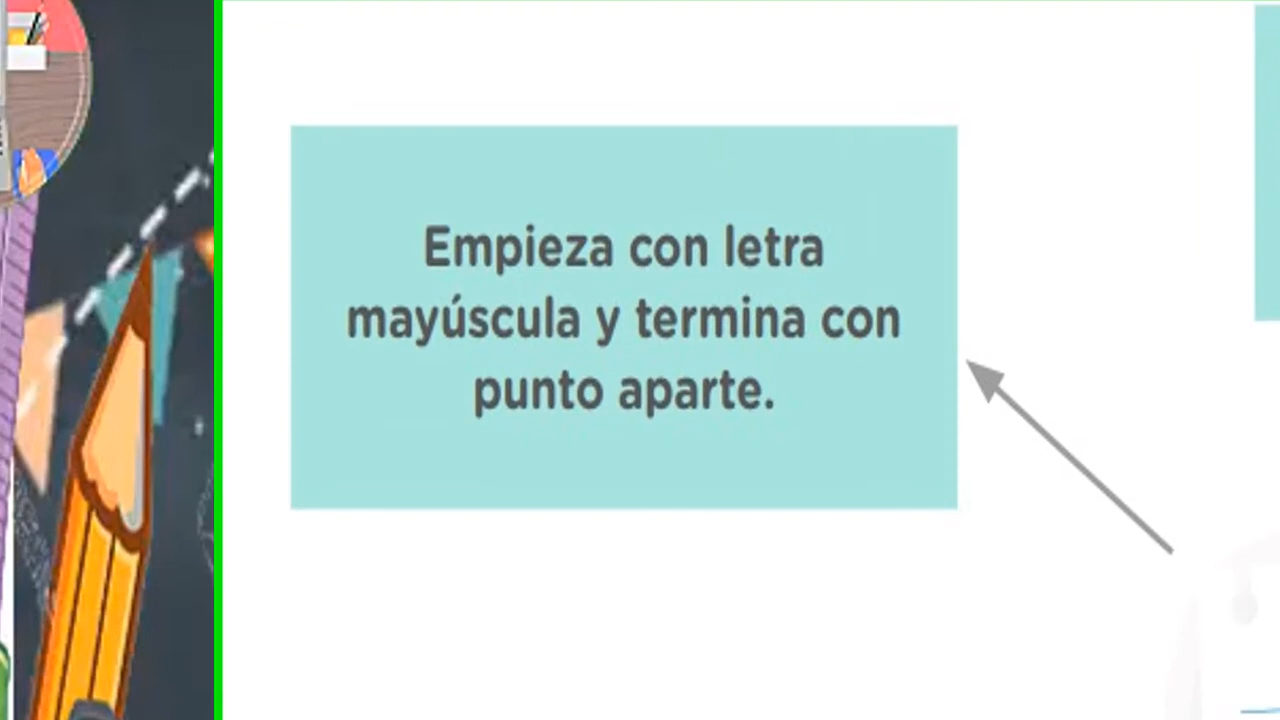 Empieza con letra
mayúscula y termina con
punto aparte.